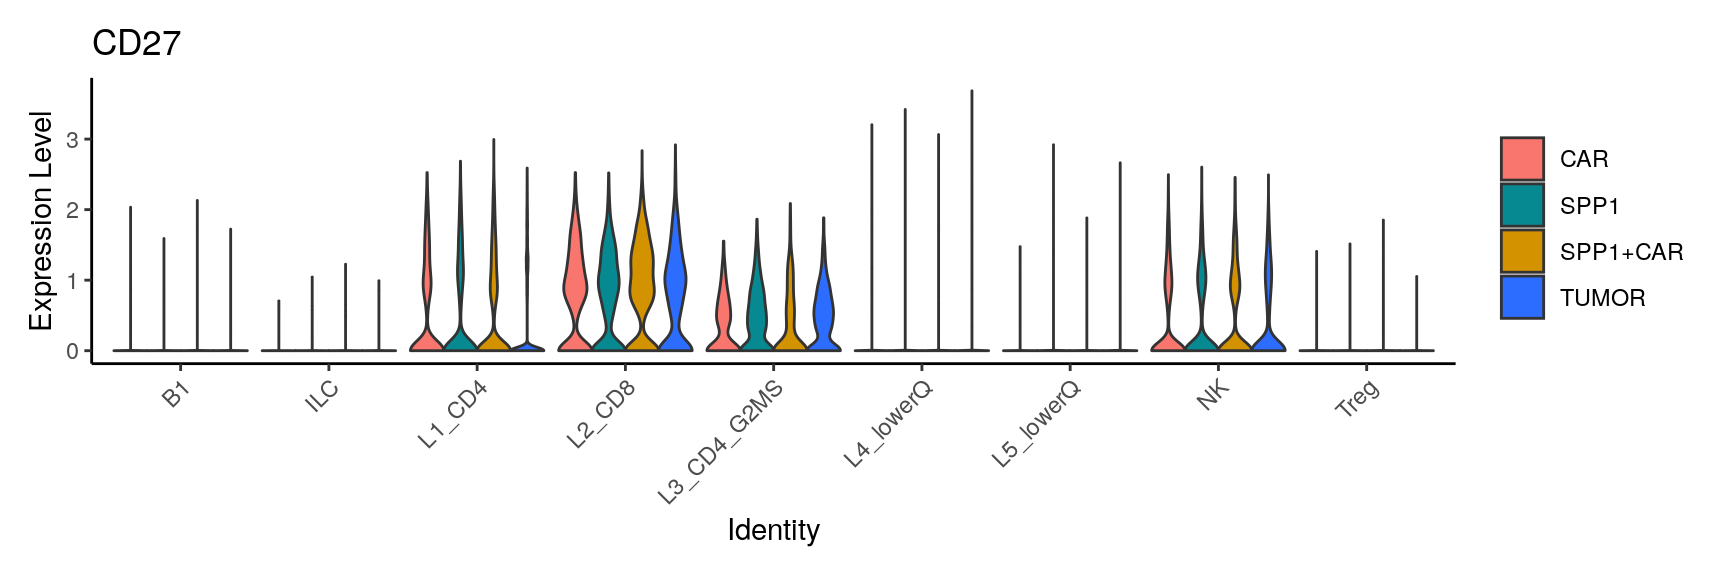 CD27
Expression Level
3
2
1
0
B1
ILC
L1_CD4
L2_CD8
L3_CD4_G2MS
L4_lowerQ
L5_lowerQ
NK
Treg
Identity
CAR
SPP1
SPP1+CAR
TUMOR